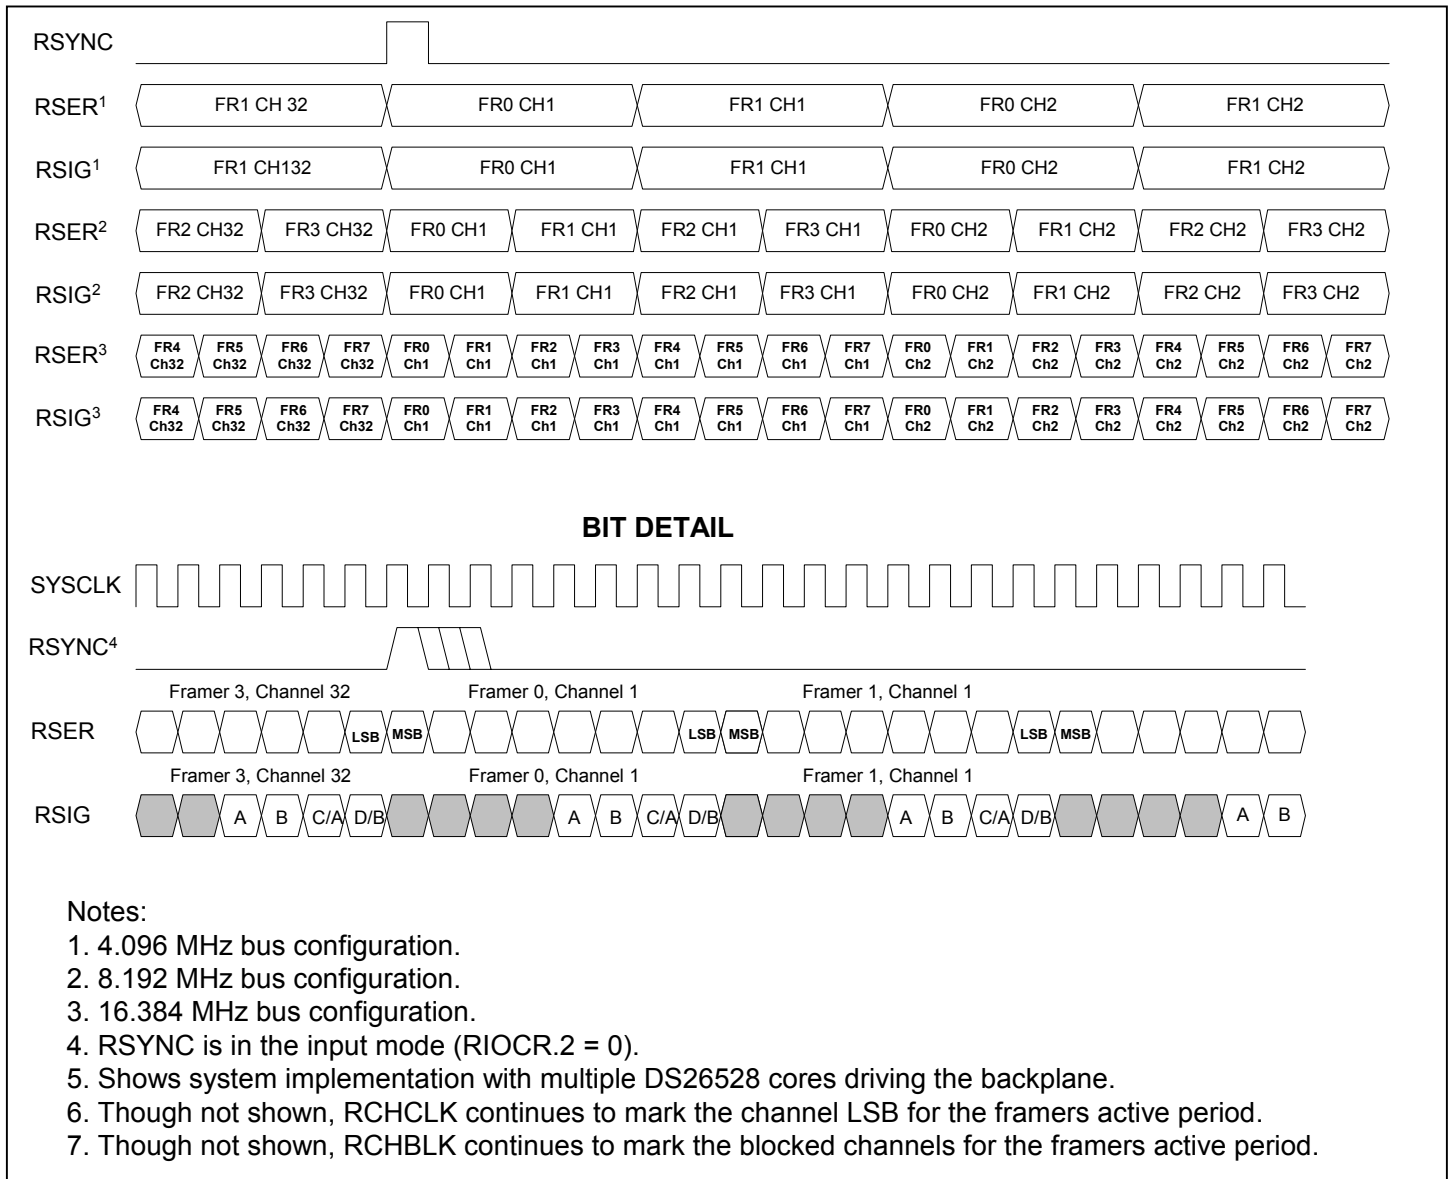 RSYNC
RSER1 FR1 CH 32 FR0 CH1 FR1 CH1 FR0 CH2 FR1 CH2
RSIG1 FR1 CH132 FR0 CH1 FR1 CH1 FR0 CH2 FR1 CH2
RSER2 FR2 CH32 FR3 CH32 FR0 CH1 FR1 CH1 FR2 CH1 FR3 CH1 FR0 CH2 FR1 CH2 FR2 CH2 FR3 CH2
RSIG2 FR2 CH32 FR3 CH32 FR0 CH1 FR1 CH1 FR2 CH1 FR3 CH1 FR0 CH2 FR1 CH2 FR2 CH2 FR3 CH2
RSER3 FR4 Ch32 FR5 Ch32 FR6 Ch32 FR7 Ch32 FR0 Ch1 FR1 Ch1 FR2 Ch1 FR3 Ch1 FR4 Ch1 FR5 Ch1 FR6 Ch1 FR7 Ch1 FR0 Ch2 FR1 Ch2 FR2 Ch2 FR3 Ch2 FR4 Ch2 FR5 Ch2 FR6 Ch2 FR7 Ch2
RSIG3 FR4 Ch32 FR5 Ch32 FR6 Ch32 FR7 Ch32 FR0 Ch1 FR1 Ch1 FR2 Ch1 FR3 Ch1 FR4 Ch1 FR5 Ch1 FR6 Ch1 FR7 Ch1 FR0 Ch2 FR1 Ch2 FR2 Ch2 FR3 Ch2 FR4 Ch2 FR5 Ch2 FR6 Ch2 FR7 Ch2
BIT DETAIL
SYSCLK
RSYNC4
Framer 3, Channel 32 Framer 0, Channel 1 Framer 1, Channel 1
RSER LSB MSB LSB MSB LSB MSB
Framer 3, Channel 32 Framer 0, Channel 1 Framer 1, Channel 1
RSIG A B C/A D/B A B C/A D/B A B C/A D/B A B
Notes:
1. 4.096 MHz bus configuration.
2. 8.192 MHz bus configuration.
3. 16.384 MHz bus configuration.
4. RSYNC is in the input mode (RIOCR.2 = 0).
5. Shows system implementation with multiple DS26528 cores driving the backplane.
6. Though not shown, RCHCLK continues to mark the channel LSB for the framers active period.
7. Though not shown, RCHBLK continues to mark the blocked channels for the framers active period.